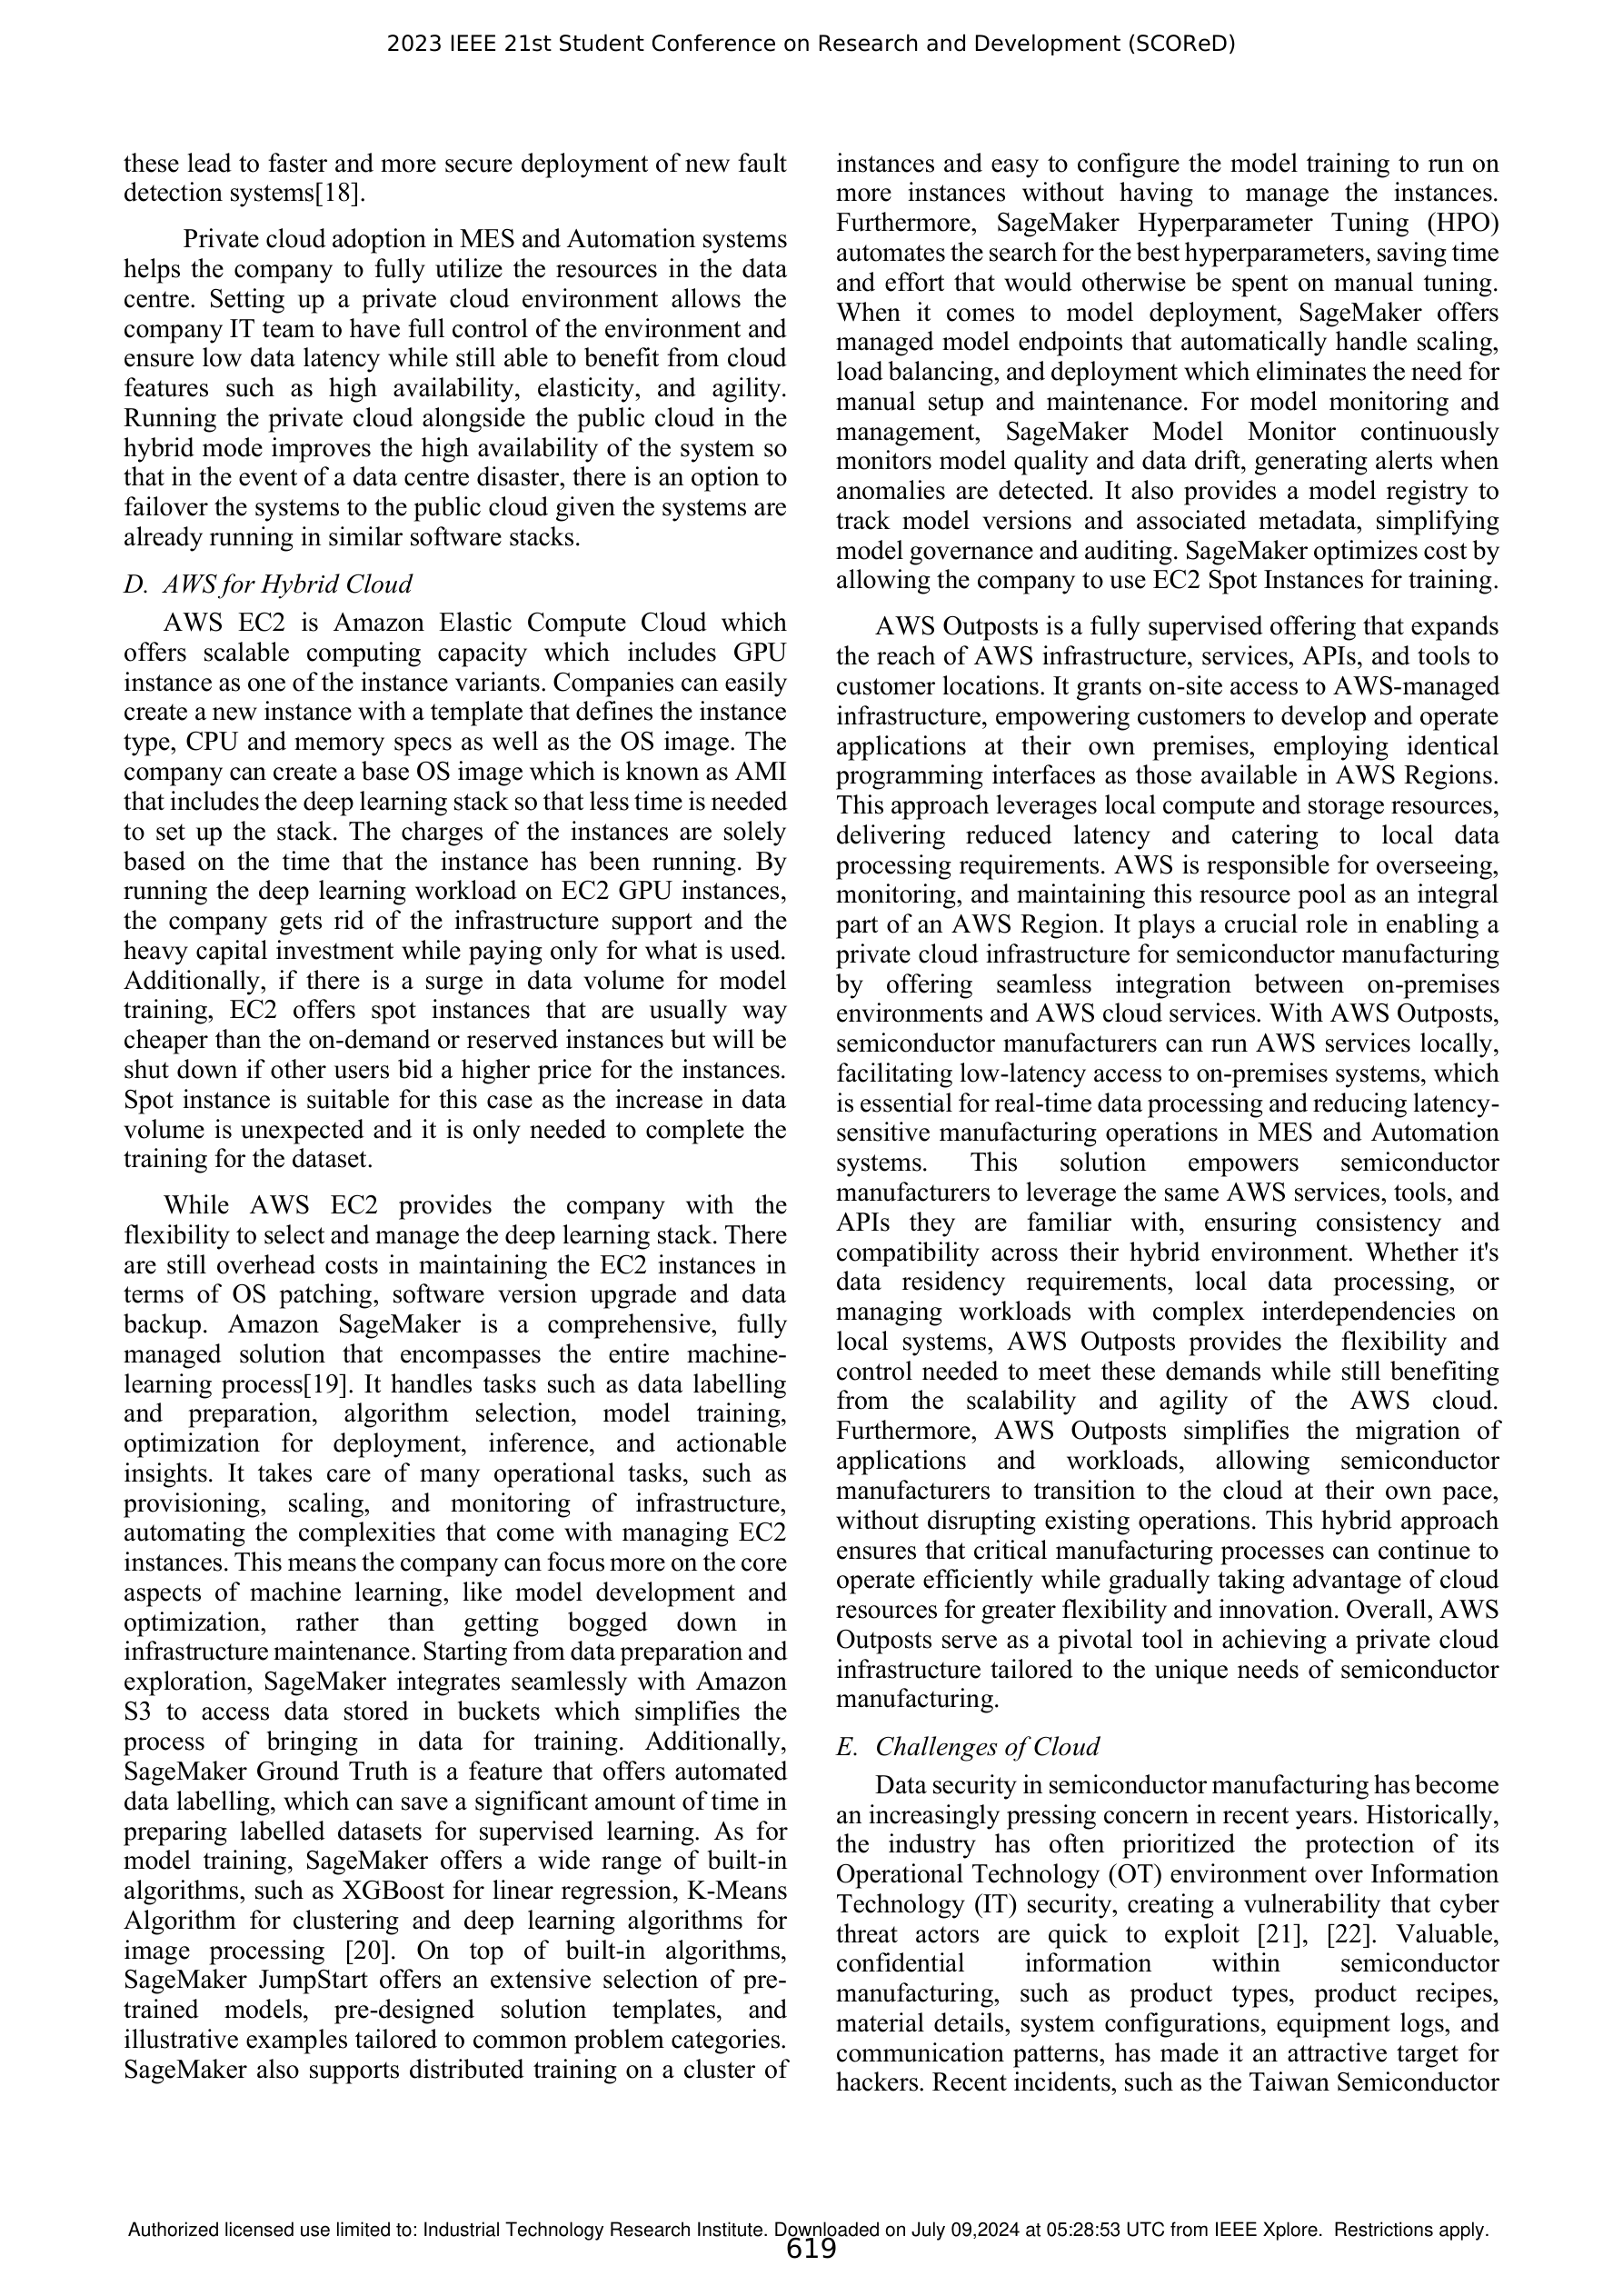 2023 IEEE 21st Student Conference on Research and Development (SCOReD)
these lead to faster and more secure deployment of new fault
detection systems[18].
Private cloud adoption in MES and Automation systems
helps the company to fully utilize the resources in the data
centre. Setting up a private cloud environment allows the
company IT team to have full control of the environment and
ensure low data latency while still able to benefit from cloud
features such as high availability, elasticity, and agility.
Running the private cloud alongside the public cloud in the
hybrid mode improves the high availability of the system so
that in the event of a data centre disaster, there is an option to
failover the systems to the public cloud given the systems are
already running in similar software stacks.
D. AWS for Hybrid Cloud
AWS EC2 is Amazon Elastic Compute Cloud which
offers scalable computing capacity which includes GPU
instance as one of the instance variants. Companies can easily
create a new instance with a template that defines the instance
type, CPU and memory specs as well as the OS image. The
company can create a base OS image which is known as AMI
that includes the deep learning stack so that less time is needed
to set up the stack. The charges of the instances are solely
based on the time that the instance has been running. By
running the deep learning workload on EC2 GPU instances,
the company gets rid of the infrastructure support and the
heavy capital investment while paying only for what is used.
Additionally, if there is a surge in data volume for model
training, EC2 offers spot instances that are usually way
cheaper than the on-demand or reserved instances but will be
shut down if other users bid a higher price for the instances.
Spot instance is suitable for this case as the increase in data
volume is unexpected and it is only needed to complete the
training for the dataset.
While AWS EC2 provides the company with the
flexibility to select and manage the deep learning stack. There
are still overhead costs in maintaining the EC2 instances in
terms of OS patching, software version upgrade and data
backup. Amazon SageMaker is a comprehensive, fully
managed solution that encompasses the entire machine-
learning process[19]. It handles tasks such as data labelling
and preparation, algorithm selection, model training,
optimization for deployment, inference, and actionable
insights. It takes care of many operational tasks, such as
provisioning, scaling, and monitoring of infrastructure,
automating the complexities that come with managing EC2
instances. This means the company can focus more on the core
aspects of machine learning, like model development and
optimization, rather than getting bogged down in
infrastructure maintenance. Starting from data preparation and
exploration, SageMaker integrates seamlessly with Amazon
S3 to access data stored in buckets which simplifies the
process of bringing in data for training. Additionally,
SageMaker Ground Truth is a feature that offers automated
data labelling, which can save a significant amount of time in
preparing labelled datasets for supervised learning. As for
model training, SageMaker offers a wide range of built-in
algorithms, such as XGBoost for linear regression, K-Means
Algorithm for clustering and deep learning algorithms for
image processing [20]. On top of built-in algorithms,
SageMaker JumpStart offers an extensive selection of pre-
trained models, pre-designed solution templates, and
illustrative examples tailored to common problem categories.
SageMaker also supports distributed training on a cluster of
instances and easy to configure the model training to run on
more instances without having to manage the instances.
Furthermore, SageMaker Hyperparameter Tuning (HPO)
automates the search for the best hyperparameters, saving time
and effort that would otherwise be spent on manual tuning.
When it comes to model deployment, SageMaker offers
managed model endpoints that automatically handle scaling,
load balancing, and deployment which eliminates the need for
manual setup and maintenance. For model monitoring and
management, SageMaker Model Monitor continuously
monitors model quality and data drift, generating alerts when
anomalies are detected. It also provides a model registry to
track model versions and associated metadata, simplifying
model governance and auditing. SageMaker optimizes cost by
allowing the company to use EC2 Spot Instances for training.
AWS Outposts is a fully supervised offering that expands
the reach of AWS infrastructure, services, APIs, and tools to
customer locations. It grants on-site access to AWS-managed
infrastructure, empowering customers to develop and operate
applications at their own premises, employing identical
programming interfaces as those available in AWS Regions.
This approach leverages local compute and storage resources,
delivering reduced latency and catering to local data
processing requirements. AWS is responsible for overseeing,
monitoring, and maintaining this resource pool as an integral
part of an AWS Region. It plays a crucial role in enabling a
private cloud infrastructure for semiconductor manufacturing
by offering seamless integration between on-premises
environments and AWS cloud services. With AWS Outposts,
semiconductor manufacturers can run AWS services locally,
facilitating low-latency access to on-premises systems, which
is essential for real-time data processing and reducing latency-
sensitive manufacturing operations in MES and Automation
systems. This solution empowers semiconductor
manufacturers to leverage the same AWS services, tools, and
APIs they are familiar with, ensuring consistency and
compatibility across their hybrid environment. Whether it's
data residency requirements, local data processing, or
managing workloads with complex interdependencies on
local systems, AWS Outposts provides the flexibility and
control needed to meet these demands while still benefiting
from the scalability and agility of the AWS cloud.
Furthermore, AWS Outposts simplifies the migration of
applications and workloads, allowing semiconductor
manufacturers to transition to the cloud at their own pace,
without disrupting existing operations. This hybrid approach
ensures that critical manufacturing processes can continue to
operate efficiently while gradually taking advantage of cloud
resources for greater flexibility and innovation. Overall, AWS
Outposts serve as a pivotal tool in achieving a private cloud
infrastructure tailored to the unique needs of semiconductor
manufacturing.
E. Challenges of Cloud
Data security in semiconductor manufacturing has become
an increasingly pressing concern in recent years. Historically,
the industry has often prioritized the protection of its
Operational Technology (OT) environment over Information
Technology (IT) security, creating a vulnerability that cyber
threat actors are quick to exploit [21], [22]. Valuable,
confidential information within semiconductor
manufacturing, such as product types, product recipes,
material details, system configurations, equipment logs, and
communication patterns, has made it an attractive target for
hackers. Recent incidents, such as the Taiwan Semiconductor
Authorized licensed use limited to: Industrial Technology Research Institute. Downloaded on July 09,2024 at 05:28:53 UTC from IEEE Xplore. Restrictions apply.
619